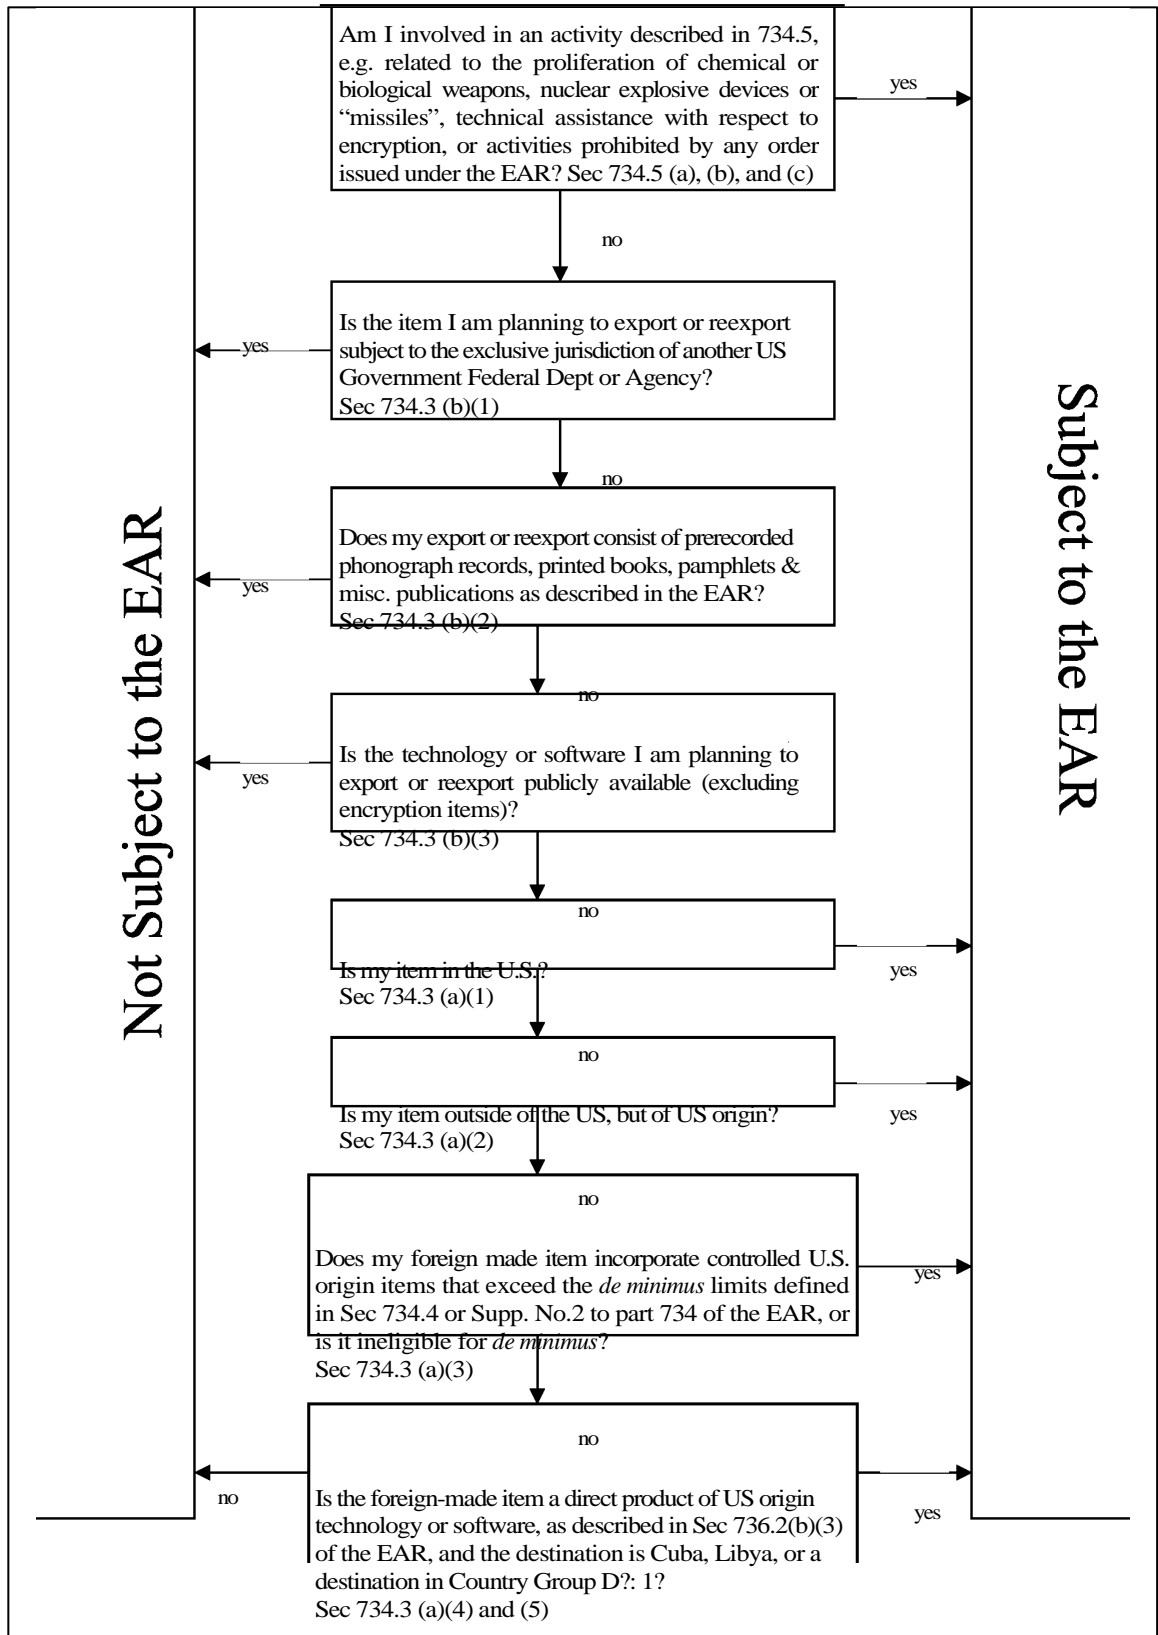 Am I involved in an activity described in 734.5,
e.g. related to the proliferation of chemical or
biological weapons, nuclear explosive devices or
“missiles”, technical assistance with respect to
encryption, or activities prohibited by any order
issued under the EAR? Sec 734.5 (a), (b), and (c)
yes
no
Is the item I am planning to export or reexport
subject to the exclusive jurisdiction of another US
Government Federal Dept or Agency?
Sec 734.3 (b)(1)
yes
no
Does my export or reexport consist of prerecorded
phonograph records, printed books, pamphlets &
misc. publications as described in the EAR?
Sec 734.3 (b)(2)
yes
no
Is the technology or software I am planning to
export or reexport publicly available (excluding
encryption items)?
Sec 734.3 (b)(3)
yes
no
Is my item in the U.S.?
Sec 734.3 (a)(1)
yes
no
Is my item outside of the US, but of US origin?
Sec 734.3 (a)(2)
yes
no
Does my foreign made item incorporate controlled U.S.
origin items that exceed the de minimus limits defined
in Sec 734.4 or Supp. No.2 to part 734 of the EAR, or
is it ineligible for de minimus?
Sec 734.3 (a)(3)
yes
no
Is the foreign-made item a direct product of US origin
technology or software, as described in Sec 736.2(b)(3)
of the EAR, and the destination is Cuba, Libya, or a
destination in Country Group D?: 1?
Sec 734.3 (a)(4) and (5)
no
yes
Not Subject to the EAR
Subject to the EAR